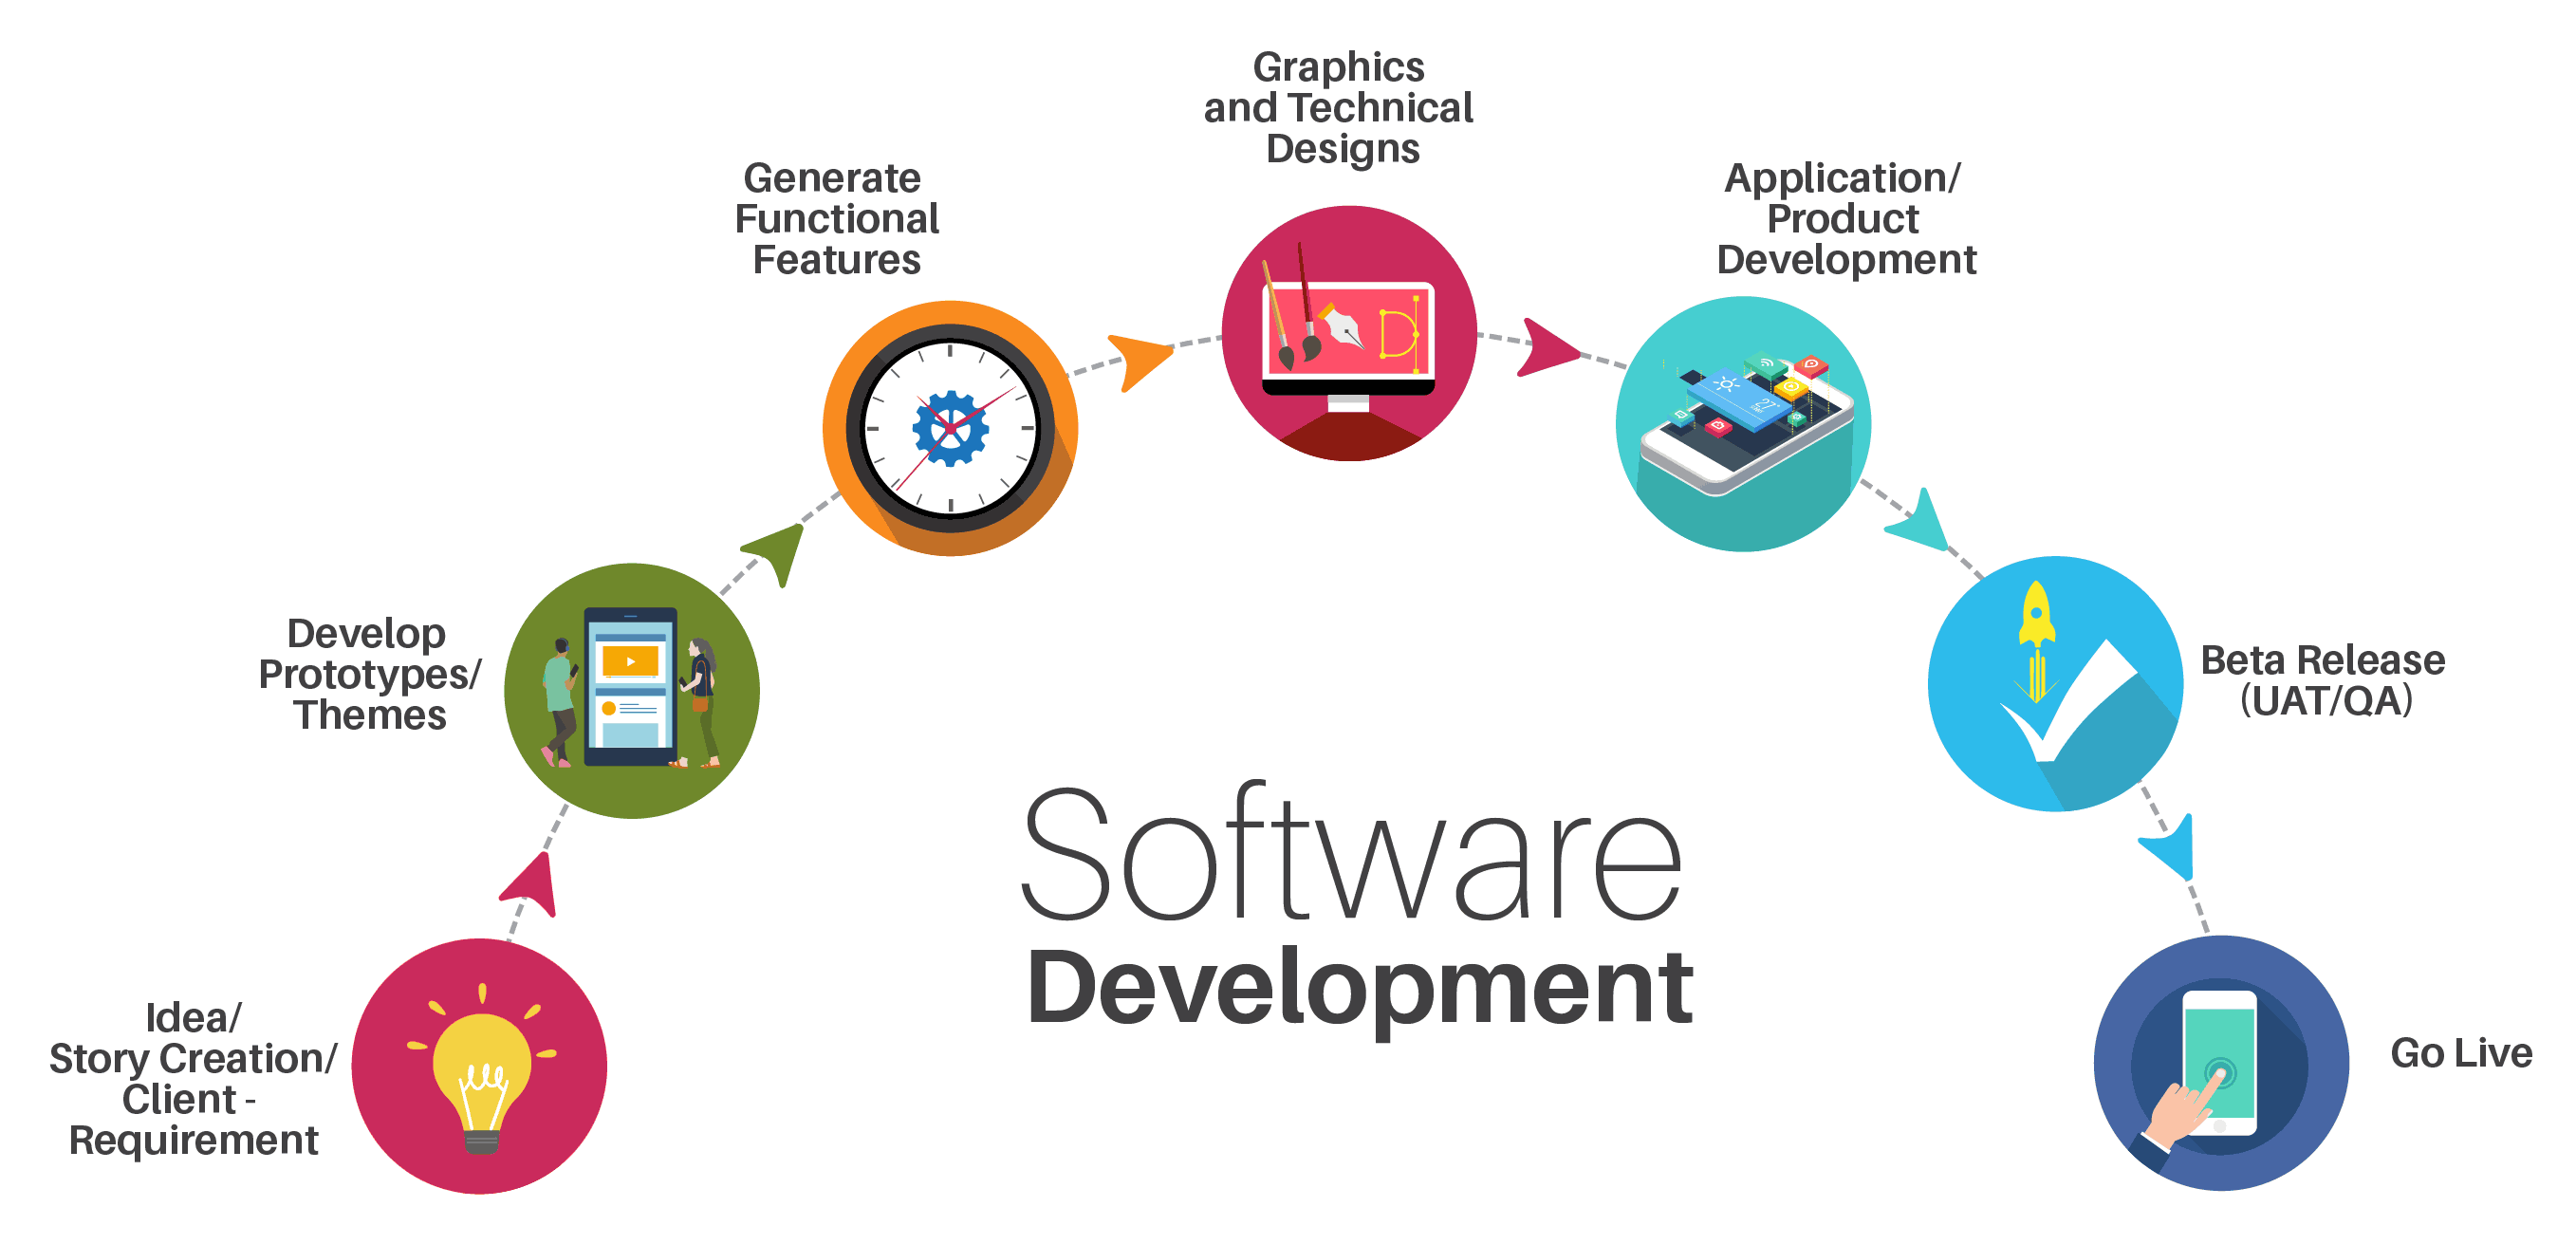 Graphics
and Technical
Designs
Generate
Functional
Features
Application/
Product
Development
Develop
Prototypes/
Themes
Beta Release
(UAT/QA)
Software
Development
Idea/
Story Creation/
Client -
Requirement
Go Live
D
27°